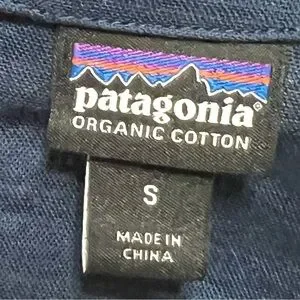 patagonia®
ORGANIC COTTON
S
MADE IN
CHINA